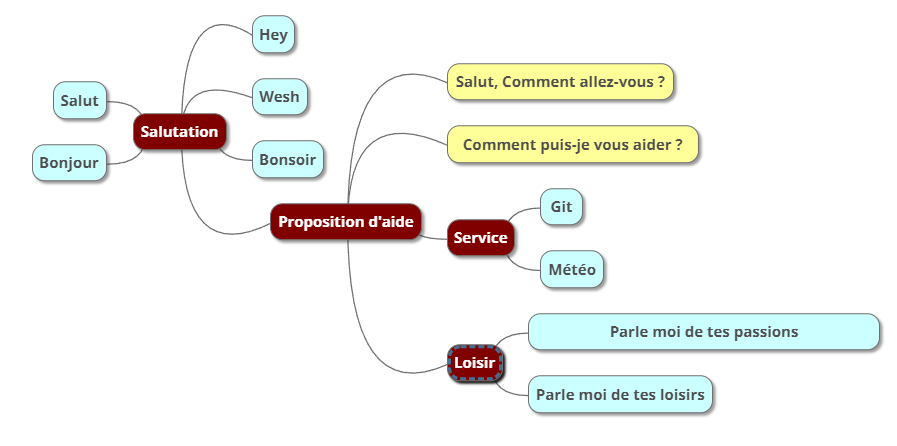 Hey
Salut
Wesh
Salutation
Bonjour
Bonsoir
Salut, Comment allez-vous ?
Comment puis-je vous aider ?
Proposition d'aide
Git
Service
Météo
Parle moi de tes passions
Loisir
Parle moi de tes loisirs